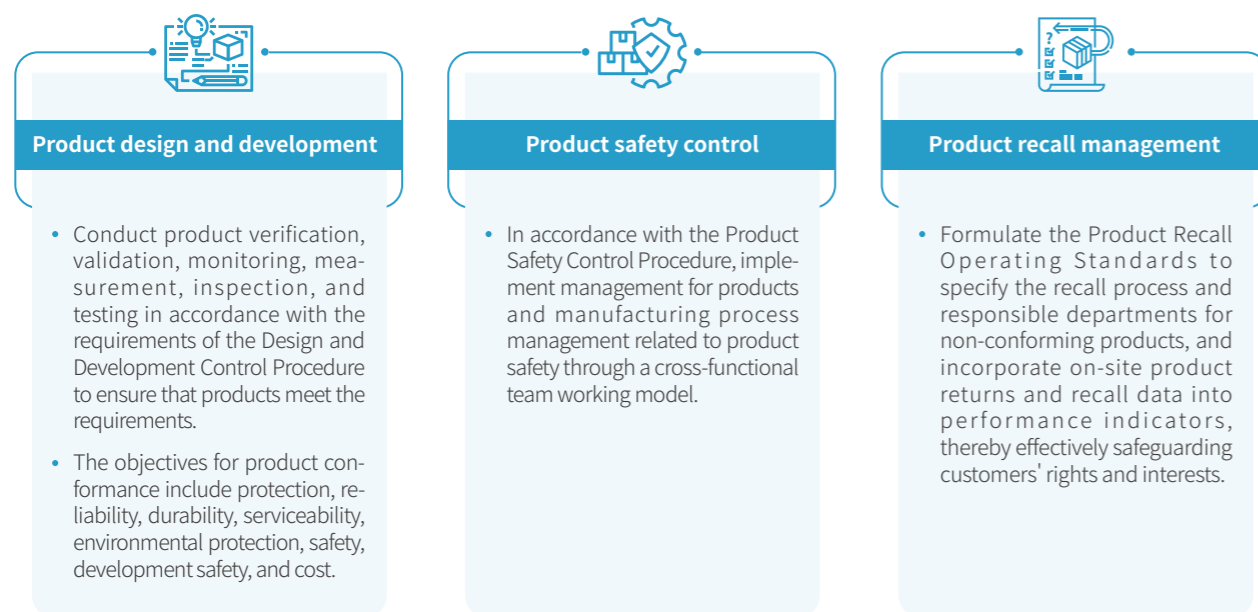 Product design and development
• Conduct product verification,
validation, monitoring, mea-
surement, inspection, and
testing in accordance with the
requirements of the Design and
Development Control Procedure
to ensure that products meet the
requirements.
• The objectives for product con-
formance include protection, re-
liability, durability, serviceability,
environmental protection, safety,
development safety, and cost.
Product safety control
• In accordance with the Product
Safety Control Procedure, imple-
ment management for products
and manufacturing process
management related to product
safety through a cross-functional
team working model.
?
Product recall management
• Formulate the Product Recall
Operating Standards to
specify the recall process and
responsible departments for
non-conforming products, and
incorporate on-site product
returns and recall data into
performance indicators,
thereby effectively safeguarding
customers' rights and interests.